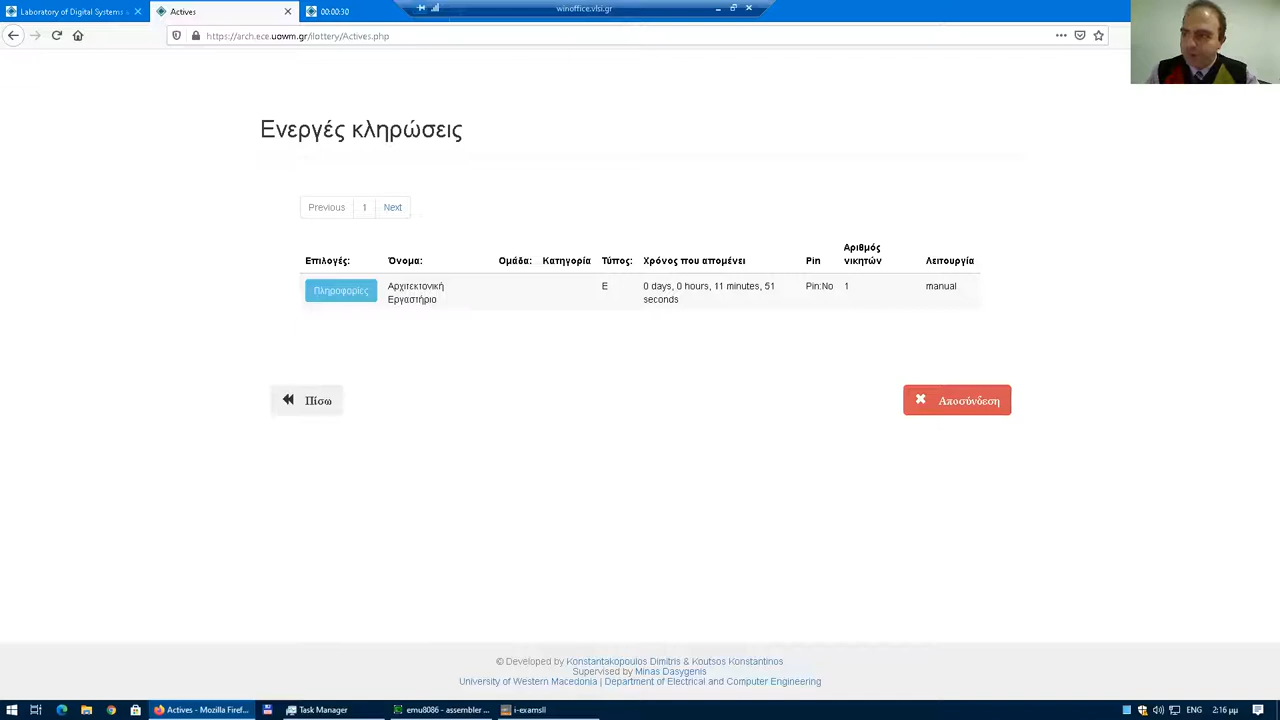 Laboratory of Digital Systems
Actives
00:00:30
winoffice.vlsi.gr
https://arch.ece.uowm.gr/ilottery/Actives.php
Ενεργές κληρώσεις
Previous 1 Next
Επιλογές: Όνομα: Ομάδα: Κατηγορία Τύπος: Χρόνος που απομένει Pin Αριθμός νικητών Λειτουργία
Πληροφορίες Αρχιτεκτονική Ε 0 days, 0 hours, 11 minutes, 51 Pin:No 1 manual
Εργαστήριο seconds
Πίσω
Αποσύνδεση
© Developed by Konstantakopoulos Dimitris & Koutsos Konstantinos
Supervised by Minas Dasygenis
University of Western Macedonia | Department of Electrical and Computer Engineering
Actives - Mozilla Firef... Task Manager emu8086 - assembler ... i-examsII ENG 2:16 μμ